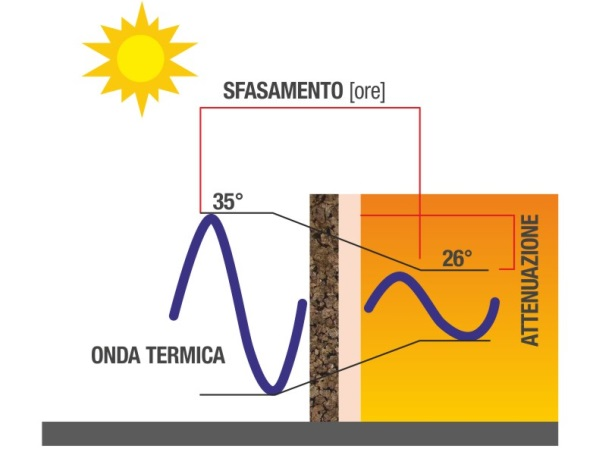 SFASAMENTO [ore]
35°
26°
ATTENUAZIONE
ONDA TERMICA